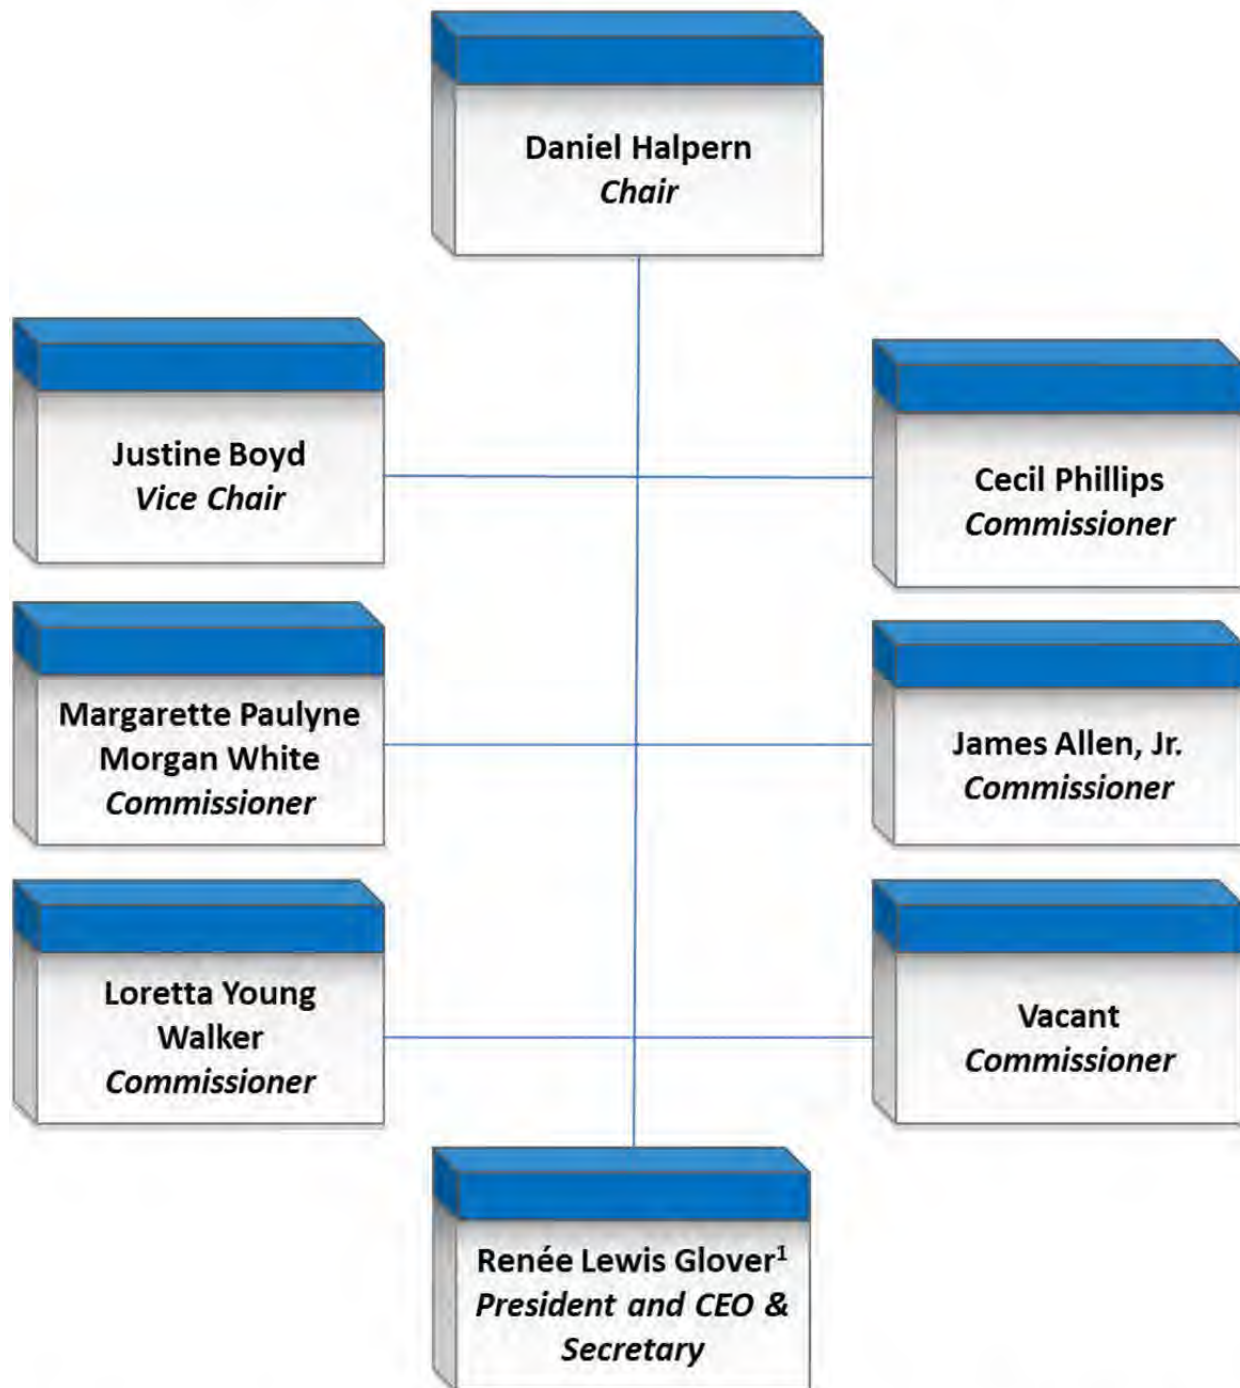 Daniel Halpern
Chair
Justine Boyd
Vice Chair
Cecil Phillips
Commissioner
Margarette Paulyne
Morgan White
Commissioner
James Allen, Jr.
Commissioner
Loretta Young
Walker
Commissioner
Vacant
Commissioner
Renée Lewis Glover¹
President and CEO &
Secretary